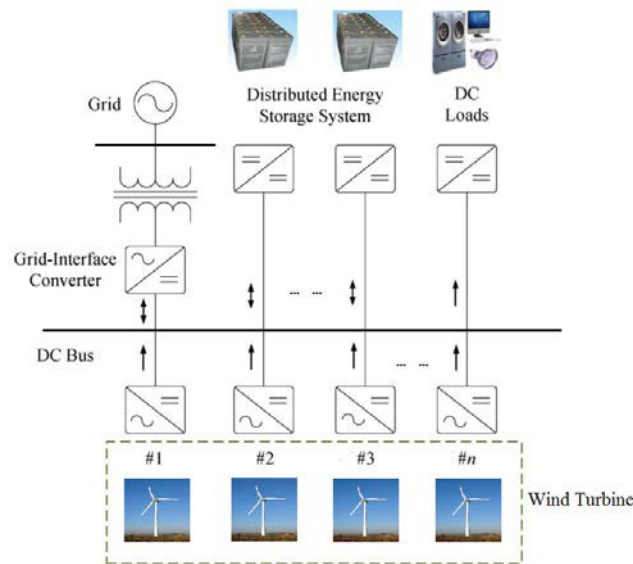 Grid
Distributed Energy
Storage System
DC
Loads
Grid-Interface
Converter
... ...
DC Bus
... ...
#1
#2
#3
#n
Wind Turbine